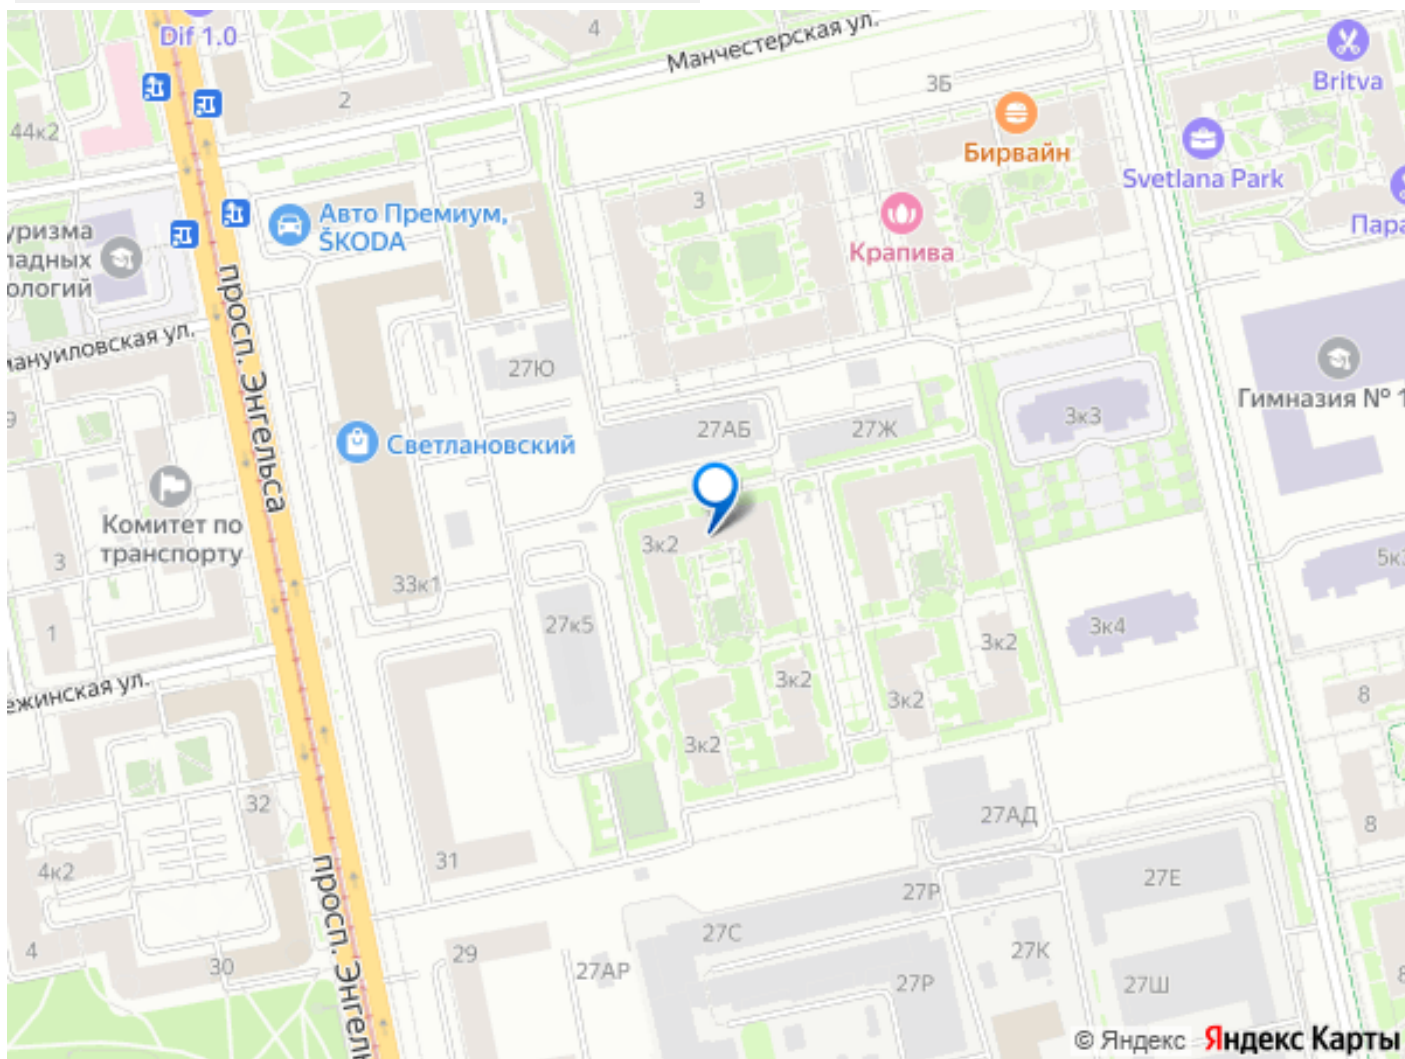 Dif 1.0
4
Манчестерская ул.
3Б
Britva
44к2
2
Бирвайн
Svetlana Park
3
Авто Премиум,
ŠKODA
Крапива
просп. Энгельса
27Ю
3к3
Гимназия №
27АБ
27Ж
Светлановский
Комитет по
транспорту
3
33к1
3к2
1
27к5
3к2
3к4
3к2
3к2
3к2
8
32
27АД
8
31
4к2
27Р
27Е
27С
4
30
29
27АР
27К
27Р
27Ш
просп.
© Яндекс Яндекс Карты